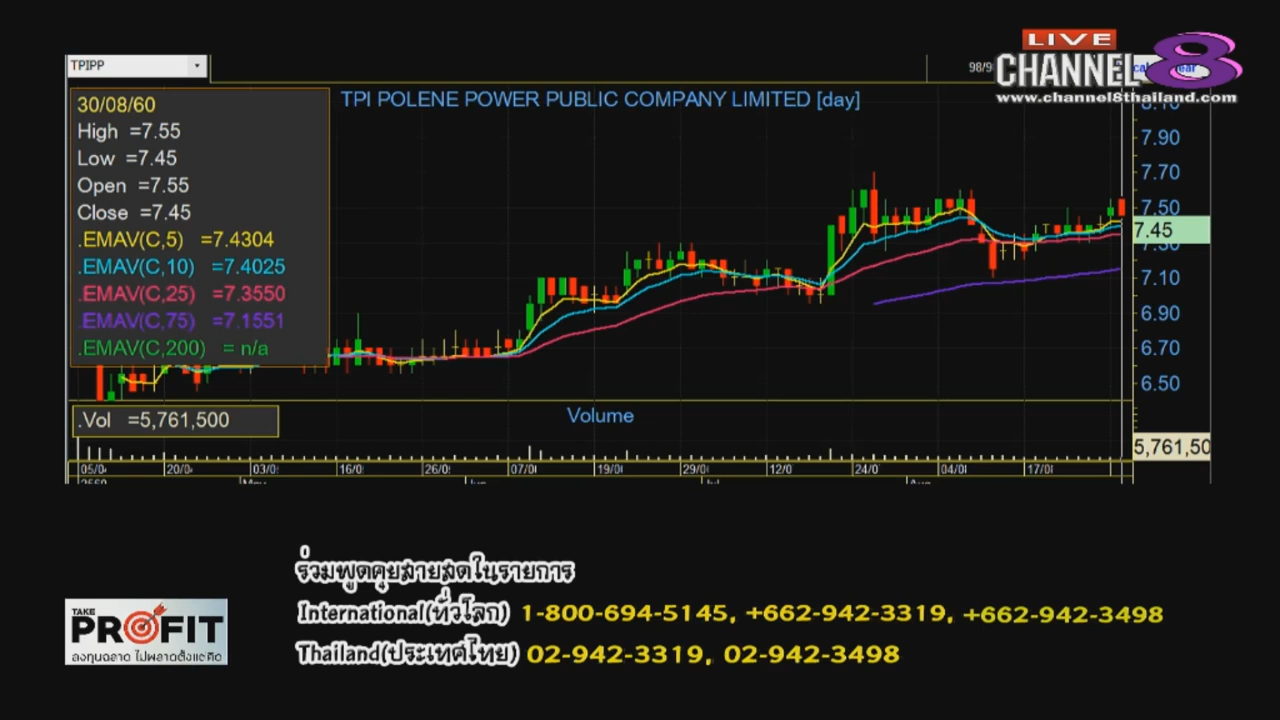 LIVE
CHANNEL 8
www.channel8thailand.com
TPIPP
98/9
30/08/60
High =7.55
Low =7.45
Open =7.55
Close =7.45
.EMAV(C,5) =7.4304
.EMAV(C,10) =7.4025
.EMAV(C,25) =7.3550
.EMAV(C,75) =7.1551
.EMAV(C,200) = n/a
TPI POLENE POWER PUBLIC COMPANY LIMITED [day]
8.10
7.90
7.70
7.50
7.45
7.30
7.10
6.90
6.70
6.50
.Vol =5,761,500
Volume
5,761,50
05/0 20/0 03/0 16/0 26/0 07/0 19/0 29/0 12/0 24/0 04/0 17/0
ร่วมพูดคุยสายสดในรายการ
International(ทั่วโลก) 1-800-694-5145, +662-942-3319, +662-942-3498
Thailand(ประเทศไทย) 02-942-3319, 02-942-3498
TAKE
PROFIT
ลงทุนฉลาด ไม่พลาดตั้งแต่คิด